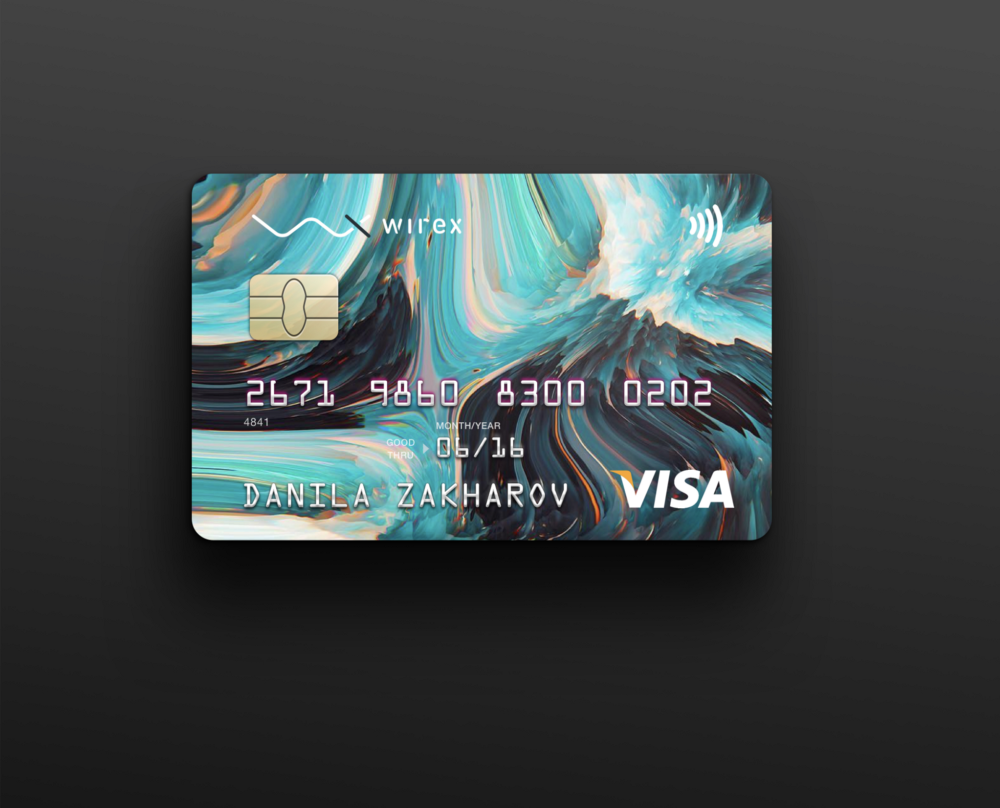 wirex
2671 9860 8300 0202
4841
MONTH/YEAR
GOOD
THRU
06/16
DANILA ZAKHAROV
VISA